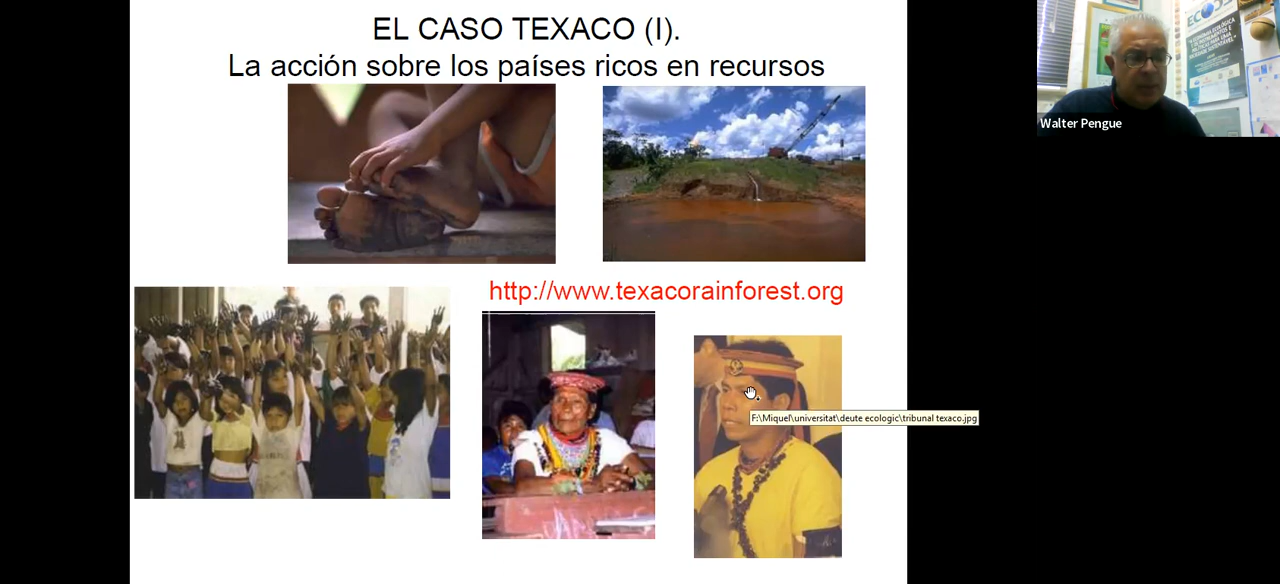 EL CASO TEXACO (I).
La acción sobre los países ricos en recursos
http://www.texacorainforest.org
F:\Miquel\universitat\deute ecologic\tribunal texaco.jpg
ECO
Walter Pengue